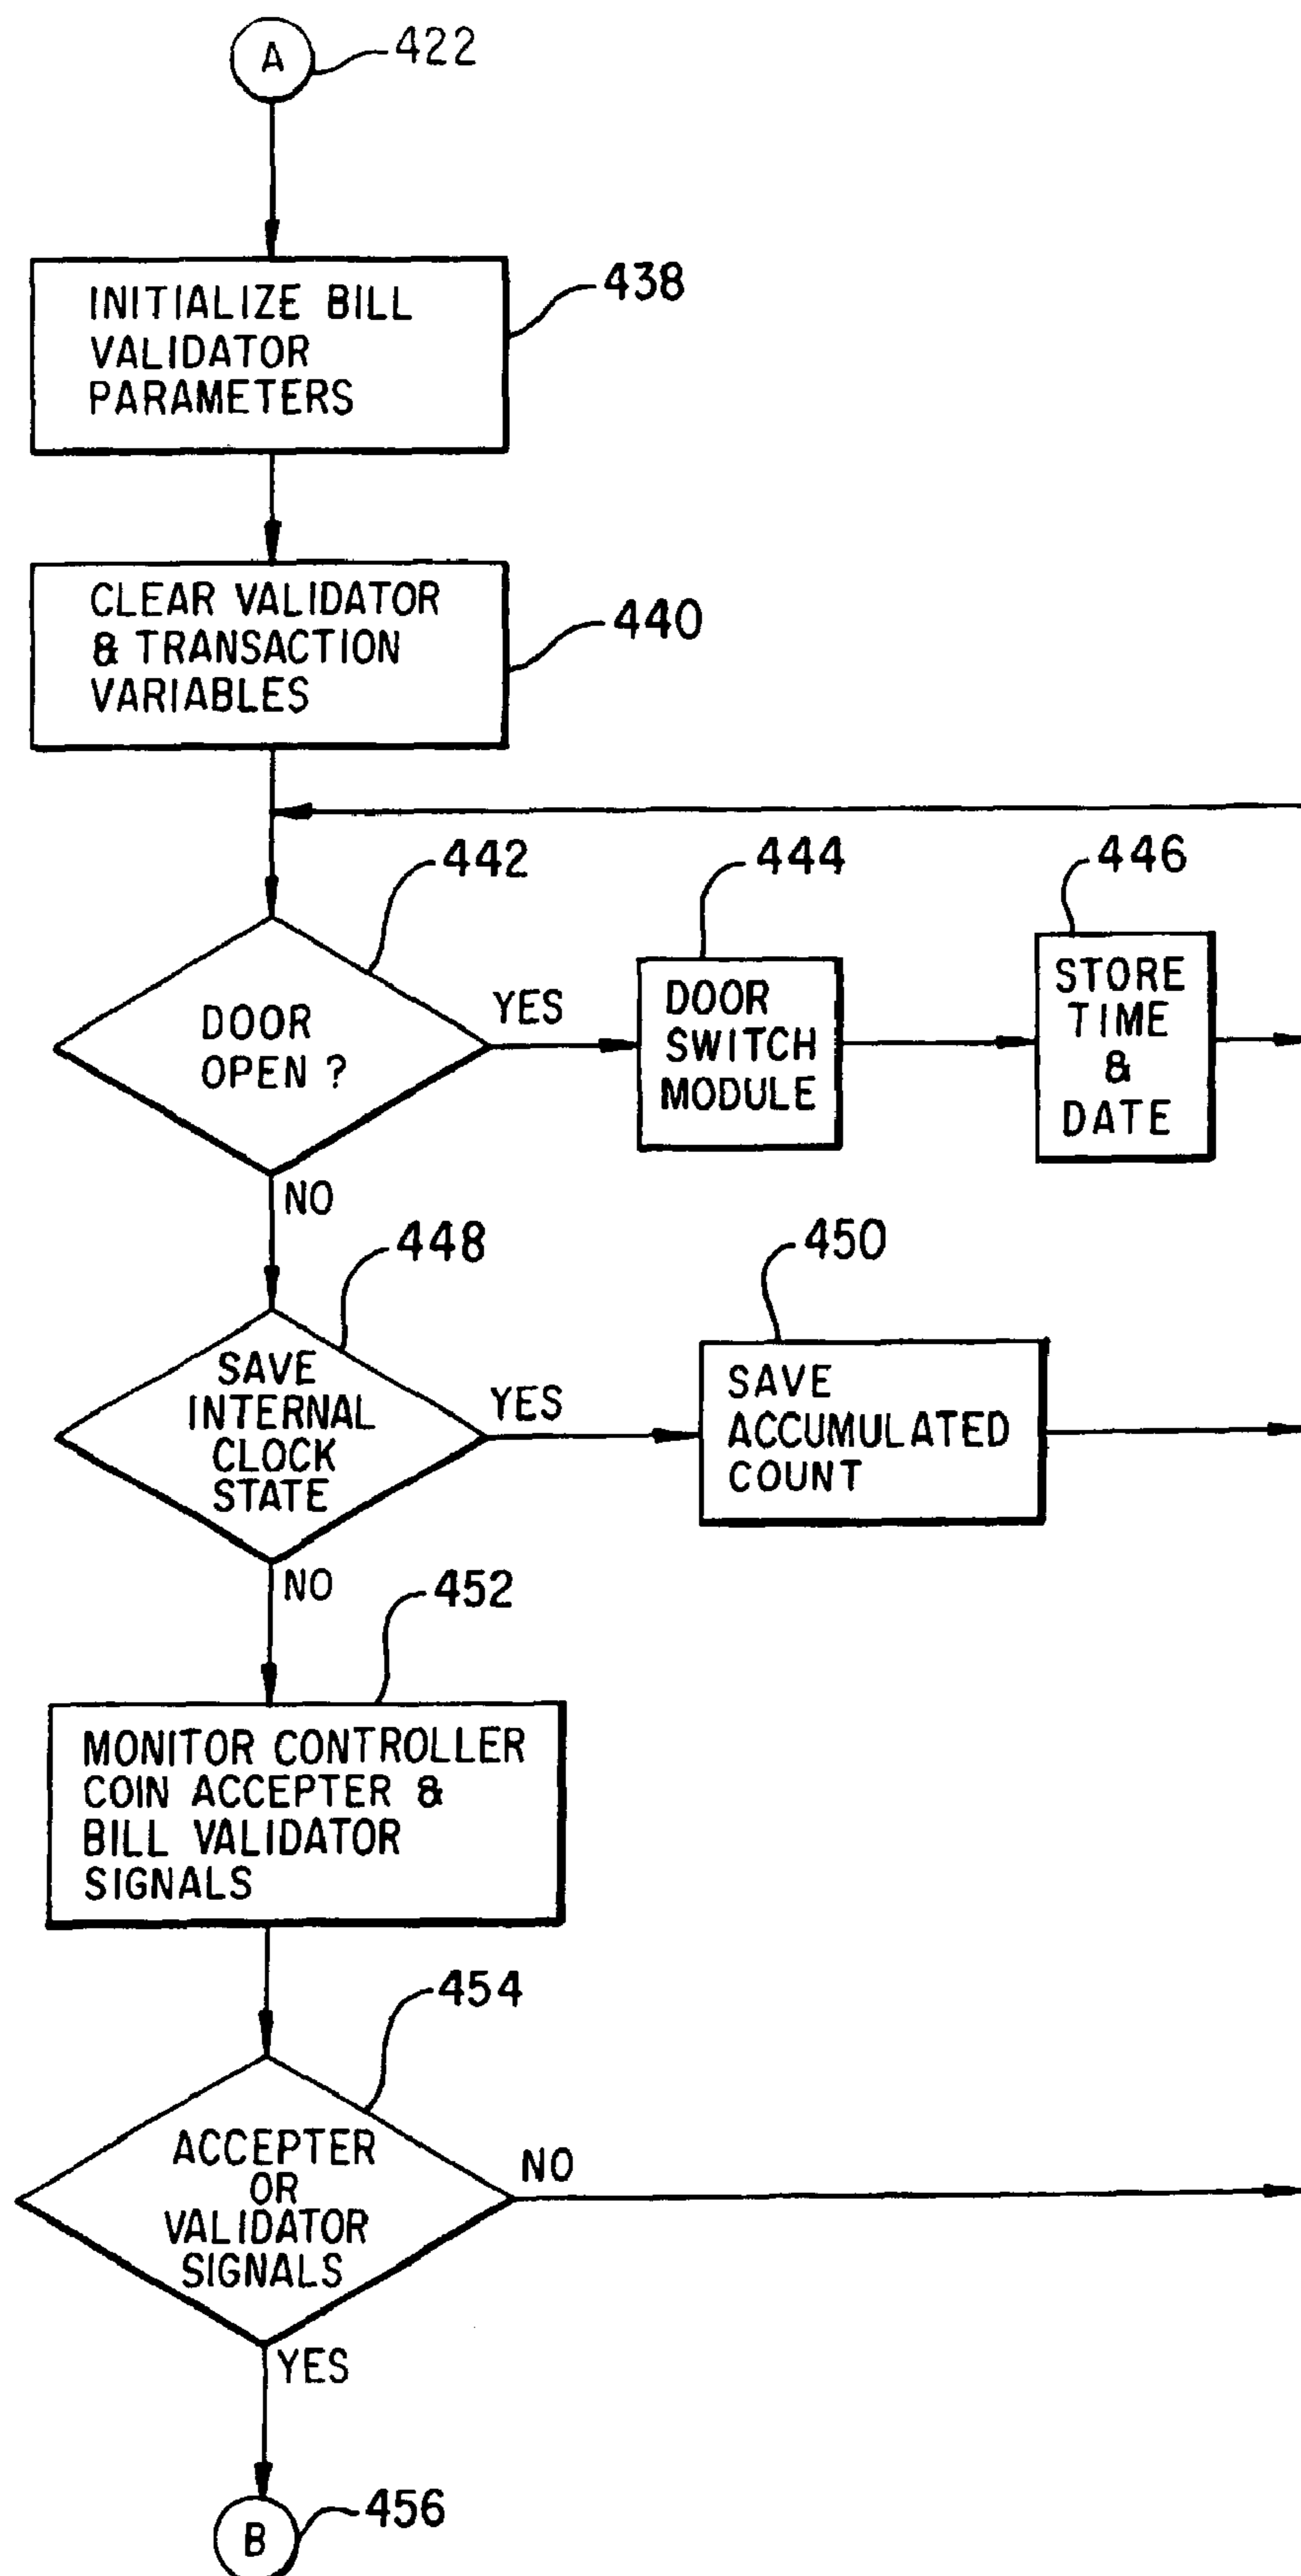 A
422
INITIALIZE BILL
VALIDATOR
PARAMETERS
438
CLEAR VALIDATOR
& TRANSACTION
VARIABLES
440
442
444
446
DOOR
OPEN ?
YES
DOOR
SWITCH
MODULE
STORE
TIME
&
DATE
NO
448
450
SAVE
INTERNAL
CLOCK
STATE
YES
SAVE
ACCUMULATED
COUNT
NO
452
MONITOR CONTROLLER
COIN ACCEPTER &
BILL VALIDATOR
SIGNALS
454
ACCEPTER
OR
VALIDATOR
SIGNALS
NO
YES
B
456